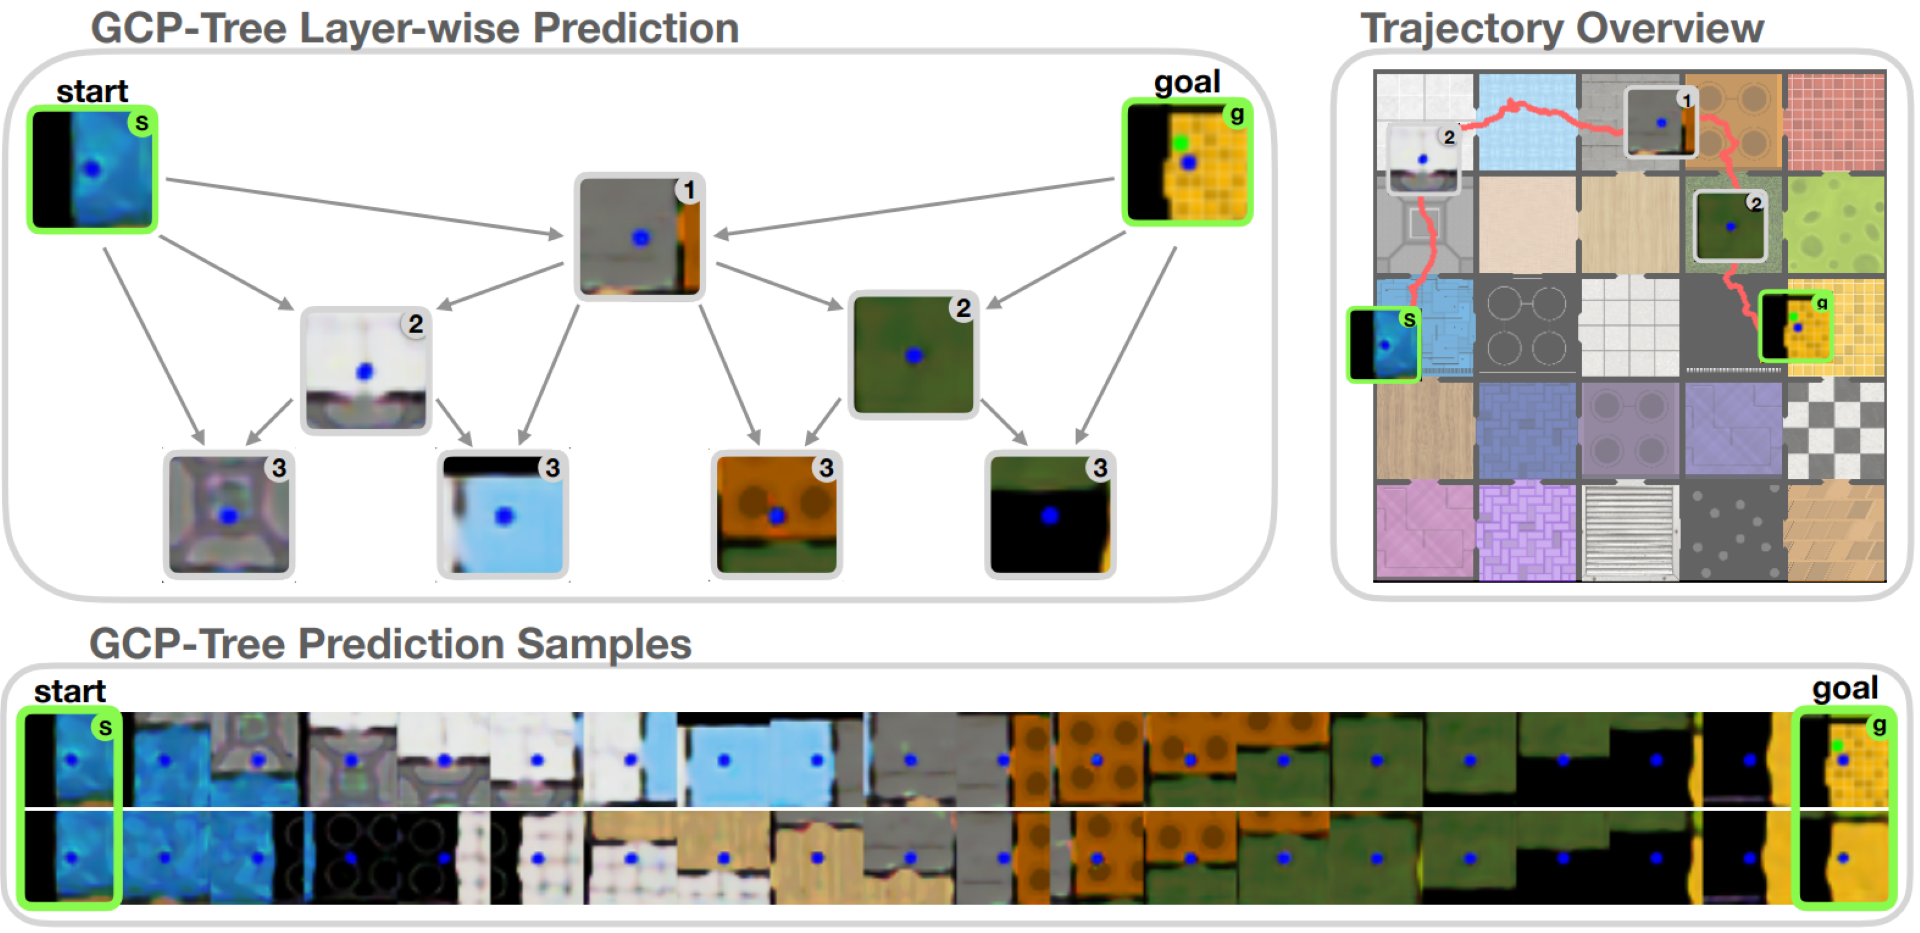 GCP-Tree Layer-wise Prediction
start
s
goal
g
1
2
2
3
3
3
3
Trajectory Overview
1
2
2
s
g
GCP-Tree Prediction Samples
start
s
goal
g